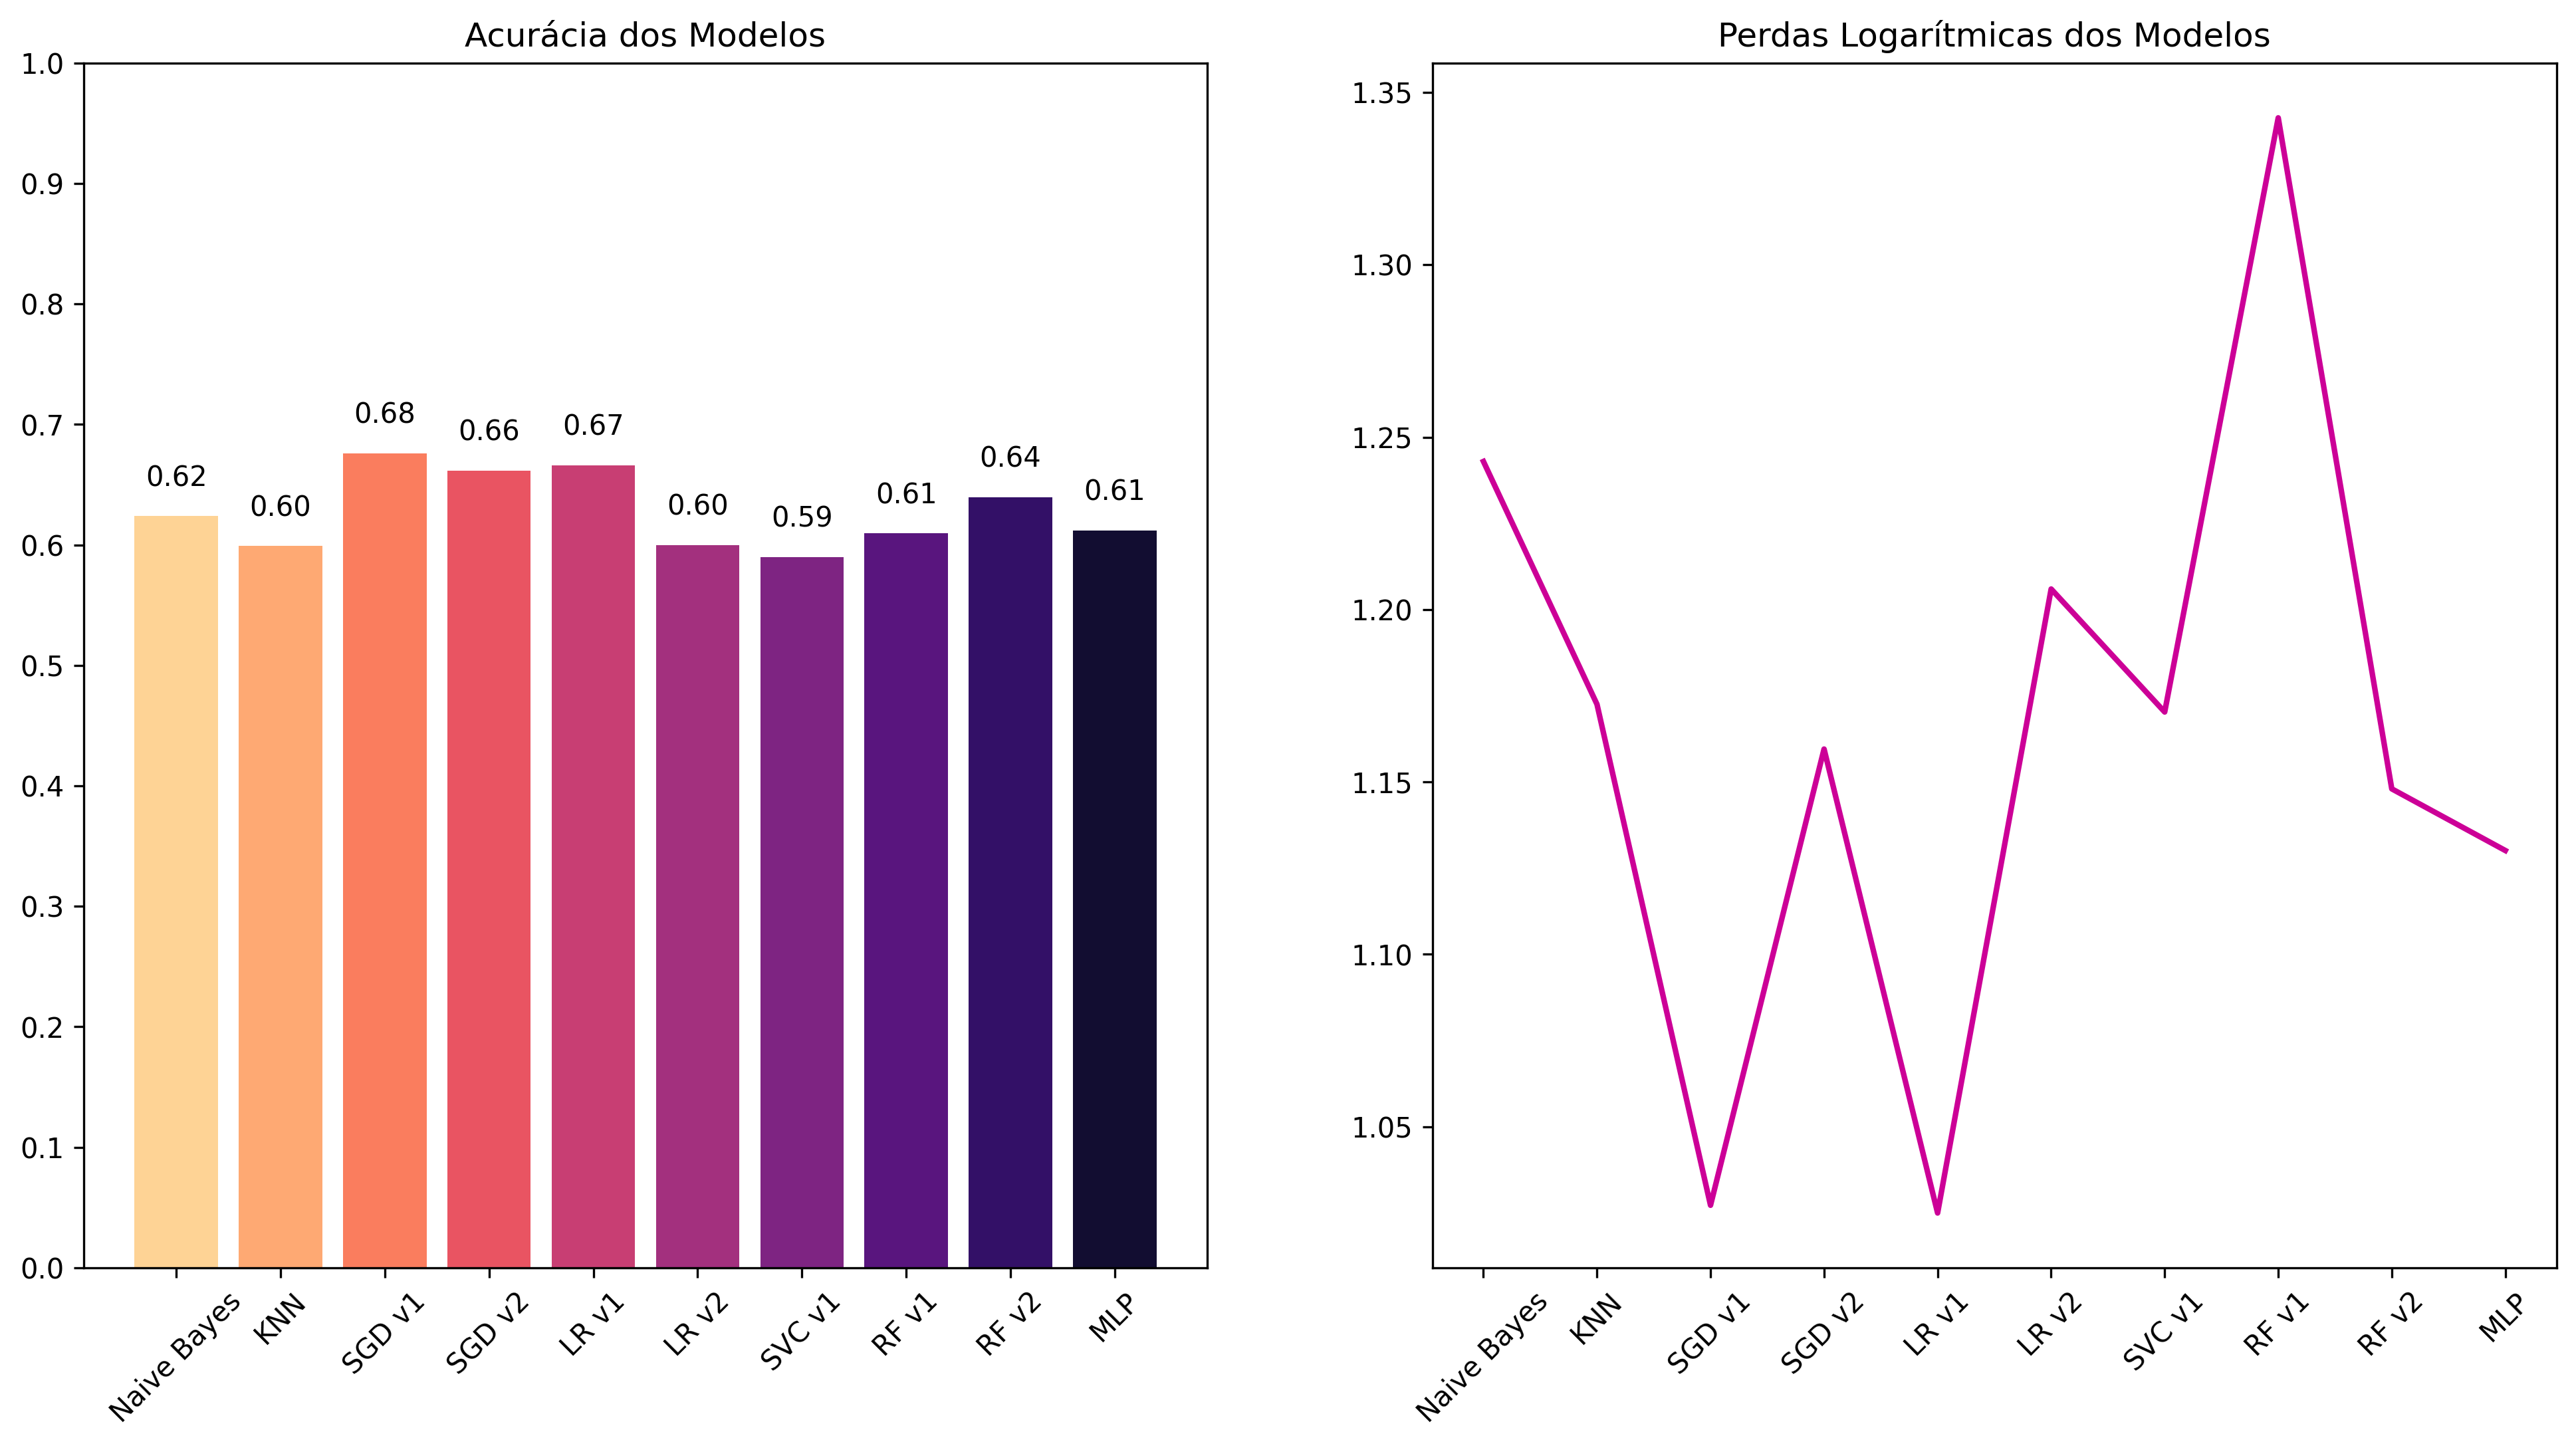 Acurácia dos Modelos
1.0
0.9
0.8
0.7
0.6
0.5
0.4
0.3
0.2
0.1
0.0
0.62
0.60
0.68
0.66
0.67
0.60
0.59
0.61
0.64
0.61
Naive Bayes
KNN
SGD v1
SGD v2
LR v1
LR v2
SVC v1
RF v1
RF v2
MLP
Perdas Logarítmicas dos Modelos
1.35
1.30
1.25
1.20
1.15
1.10
1.05
Naive Bayes
KNN
SGD v1
SGD v2
LR v1
LR v2
SVC v1
RF v1
RF v2
MLP